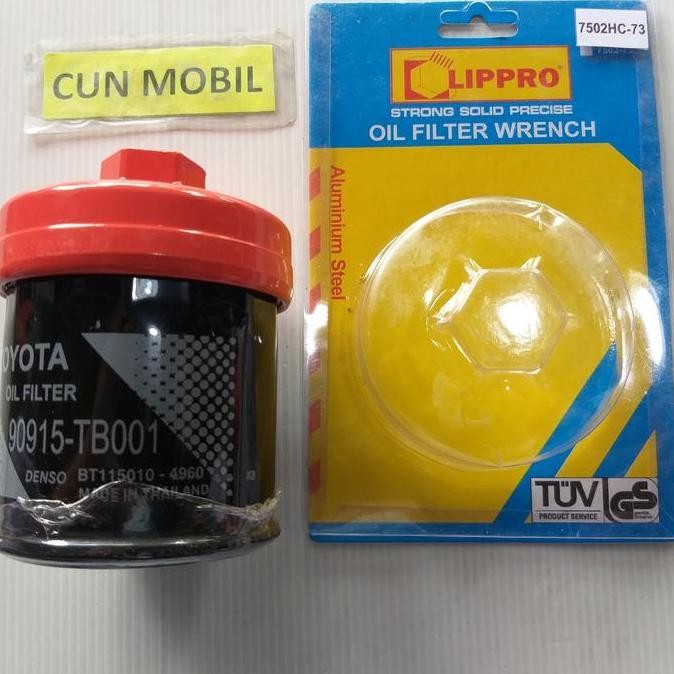 CUN MOBIL
OYOTA
OIL FILTER
90915-TB001
DENSO BT115010 - 4960
MADE IN THAILAND
7502HC-73
CLIPPRO
STRONG SOLID PRECISE
OIL FILTER WRENCH
Aluminium Steel
TÜV
PRODUCT SERVICE
GS